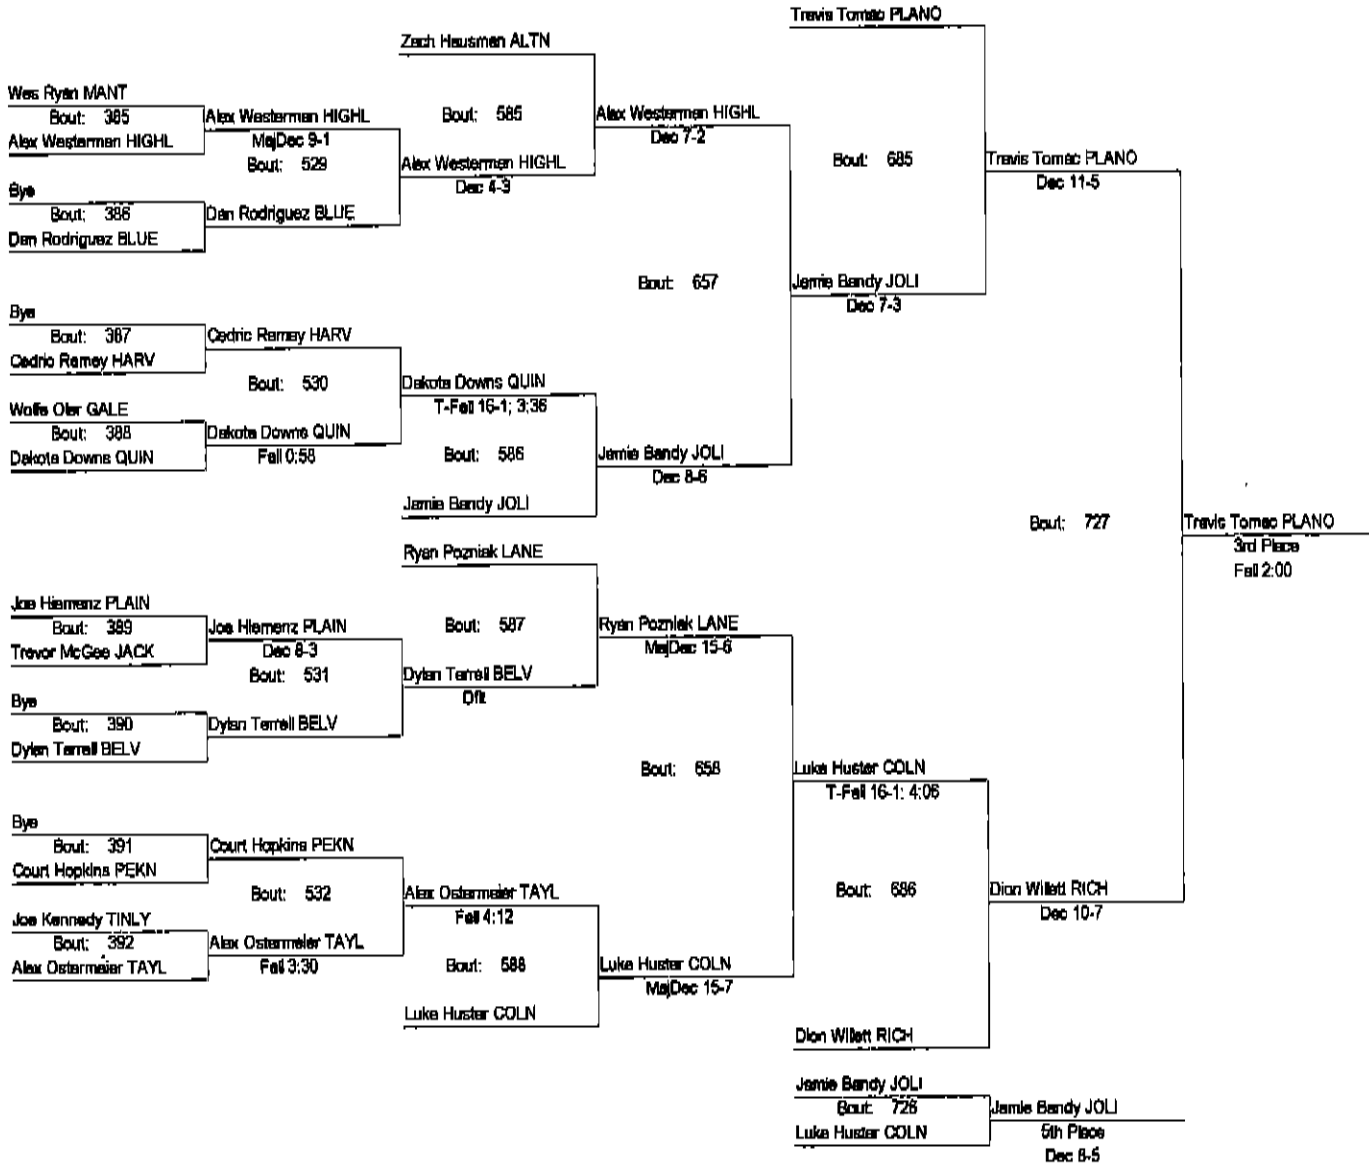 Travis Tomac PLANO
Zach Hausman ALTN
Wes Ryan MANT
Bout: 385
Alex Westerman HIGHL
Alex Westerman HIGHL
MajDec 9-1
Bout: 529
Bout: 585
Alex Westerman HIGHL
Dec 7-2
Alex Westerman HIGHL
Dec 4-3
Bout: 685
Travis Tomac PLANO
Dec 11-5
Bye
Bout: 386
Dan Rodriguez BLUE
Dan Rodriguez BLUE
Bout: 657
Jamie Bandy JOLI
Dec 7-3
Bye
Bout: 387
Cedric Ramey HARV
Cedric Ramey HARV
Bout: 530
Dakota Downs QUIN
T-Fall 16-1; 3:36
Wolfe Oler GALE
Bout: 388
Dakota Downs QUIN
Dakota Downs QUIN
Fall 0:58
Bout: 586
Jamie Bandy JOLI
Dec 8-6
Jamie Bandy JOLI
Bout: 727
Travis Tomac PLANO
3rd Place
Fall 2:00
Ryan Pozniak LANE
Joe Hiemenz PLAIN
Bout: 389
Trevor McGee JACK
Joe Hiemenz PLAIN
Dec 8-3
Bout: 531
Bout: 587
Ryan Pozniak LANE
MajDec 15-6
Dylan Terrell BELV
Dflt
Bye
Bout: 390
Dylan Terrell BELV
Dylan Terrell BELV
Bout: 658
Luke Huster COLN
T-Fall 16-1; 4:06
Bye
Bout: 391
Court Hopkins PEKN
Court Hopkins PEKN
Bout: 532
Alex Ostermeier TAYL
Fall 4:12
Bout: 686
Dion Willett RICH
Dec 10-7
Joe Kennedy TINLY
Bout: 392
Alex Ostermeier TAYL
Alex Ostermeier TAYL
Fall 3:30
Bout: 588
Luke Huster COLN
MajDec 15-7
Luke Huster COLN
Dion Willett RICH
Jamie Bandy JOLI
Bout: 728
Luke Huster COLN
Jamie Bandy JOLI
5th Place
Dec 8-5